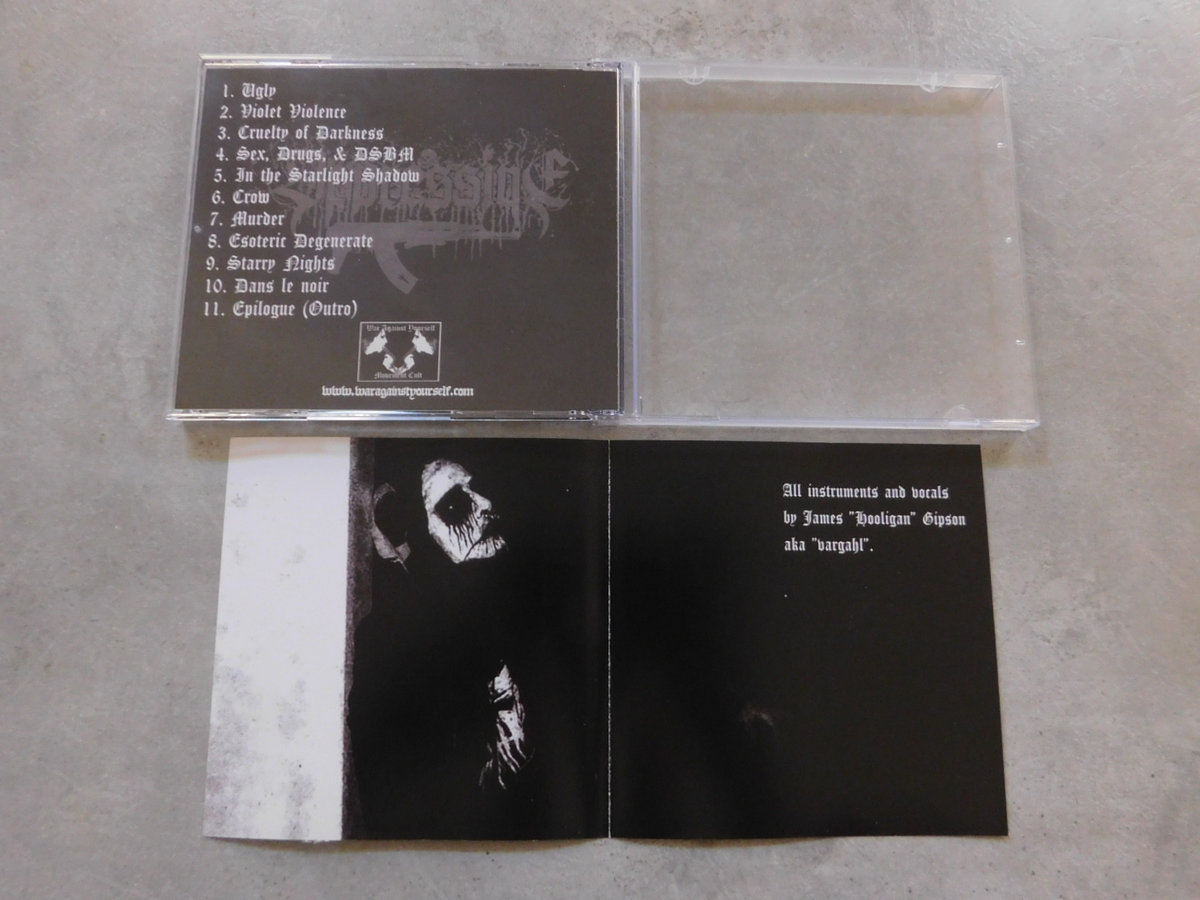 1. Ugly
2. Violet Violence
3. Cruelty of Darkness
4. Sex, Drugs, & DSBM
5. In the Starlight Shadow
6. Crow
7. Murder
8. Esoteric Degenerate
9. Starry Nights
10. Dans le noir
11. Epilogue (Outro)
War Against Yourself
Movement Cult
www.waragainstyourself.com
All instruments and vocals
by James "Hooligan" Gipson
aka "vargahl".